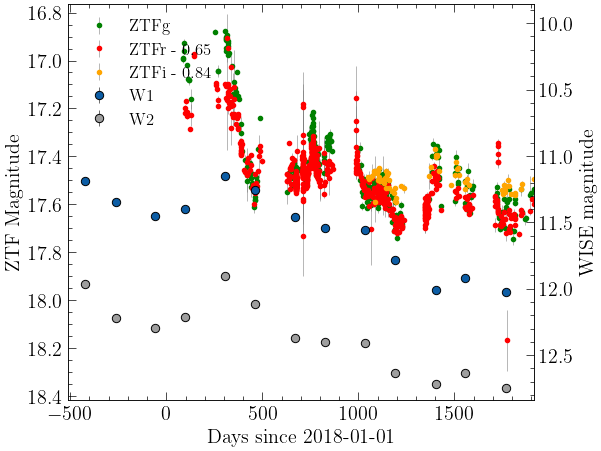 16.8
17.0
17.2
17.4
17.6
17.8
18.0
18.2
18.4
ZTF Magnitude
ZTFg
ZTFr - 0.65
ZTFi - 0.84
W1
W2
10.0
10.5
11.0
11.5
12.0
12.5
WISE magnitude
−500 0 500 1000 1500
Days since 2018-01-01